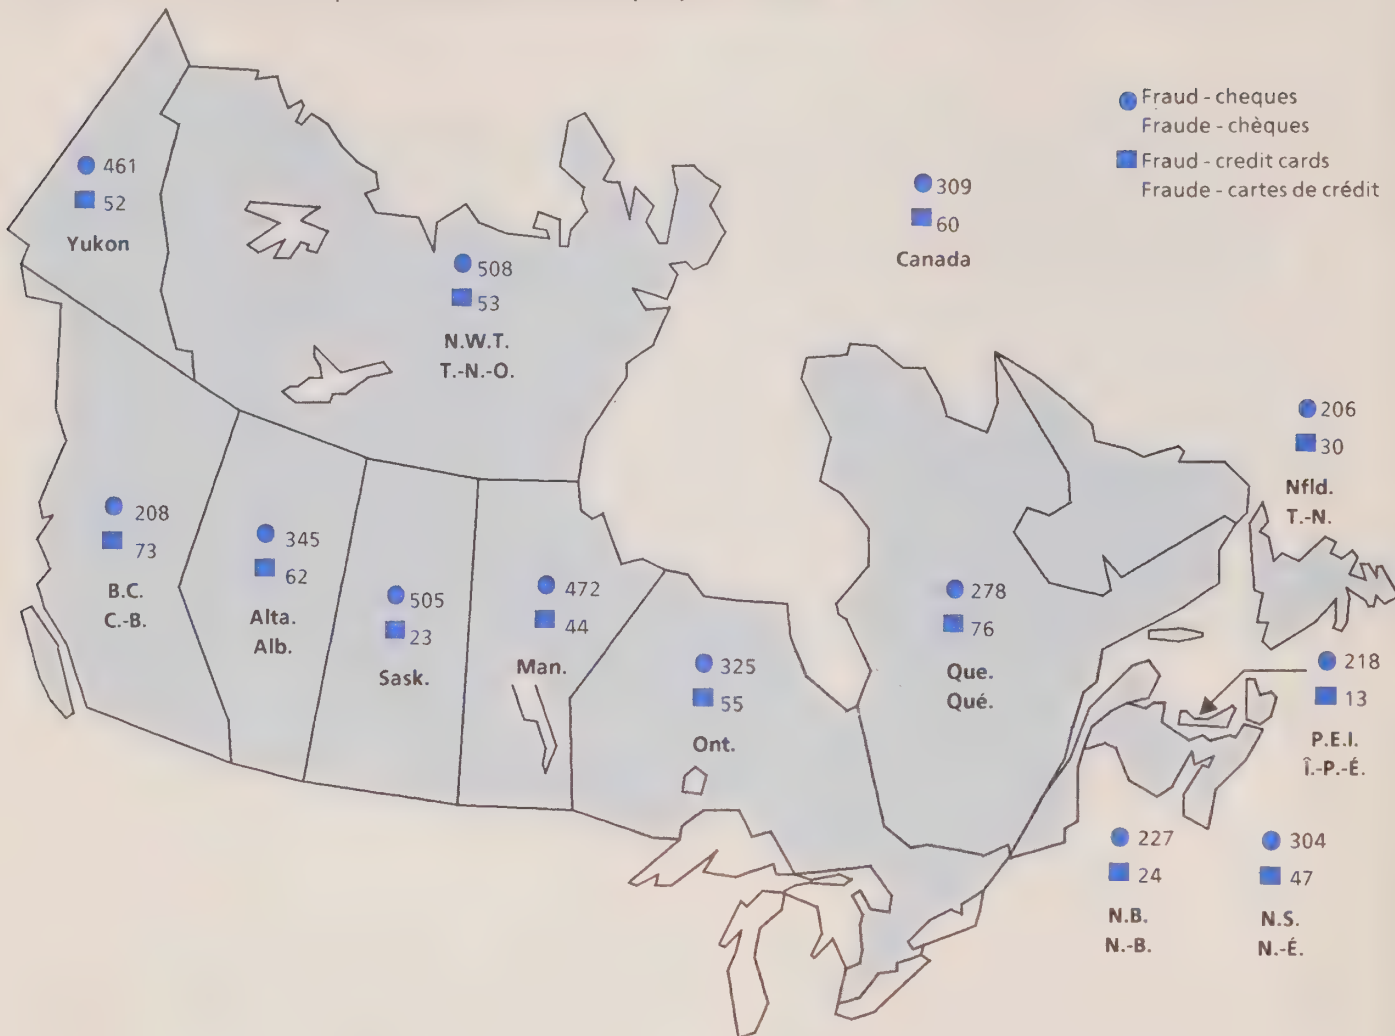 Fraud - cheques
Fraude - chèques
Fraud - credit cards
Fraude - cartes de crédit
461
52
Yukon
508
53
N.W.T.
T.-N.-O.
309
60
Canada
206
30
Nfld.
T.-N.
208
73
B.C.
C.-B.
345
62
Alta.
Alb.
505
23
Sask.
472
44
Man.
325
55
Ont.
278
76
Que.
Qué.
218
13
P.E.I.
Î.-P.-É.
227
24
N.B.
N.-B.
304
47
N.S.
N.-É.